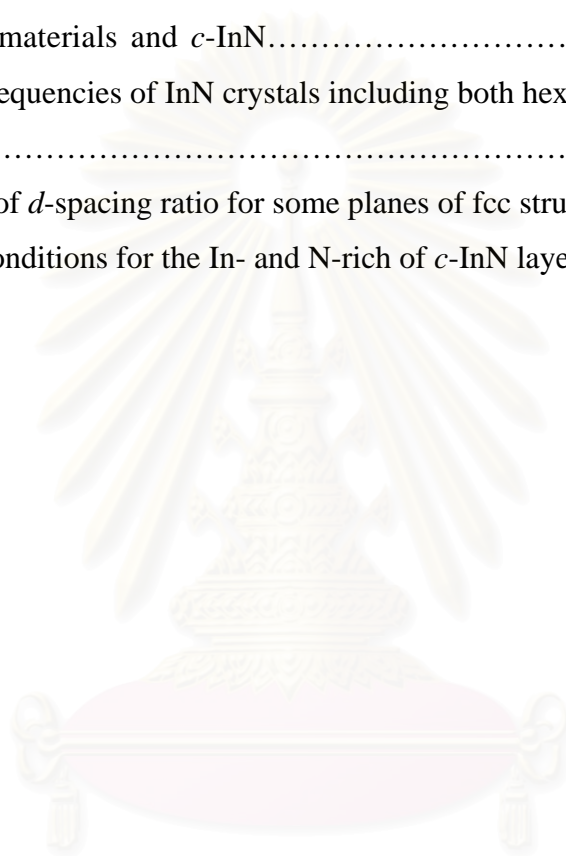 materials and c-InN………………………………
equencies of InN crystals including both hex
………………………………………………………
of d-spacing ratio for some planes of fcc stru
onditions for the In- and N-rich of c-InN laye